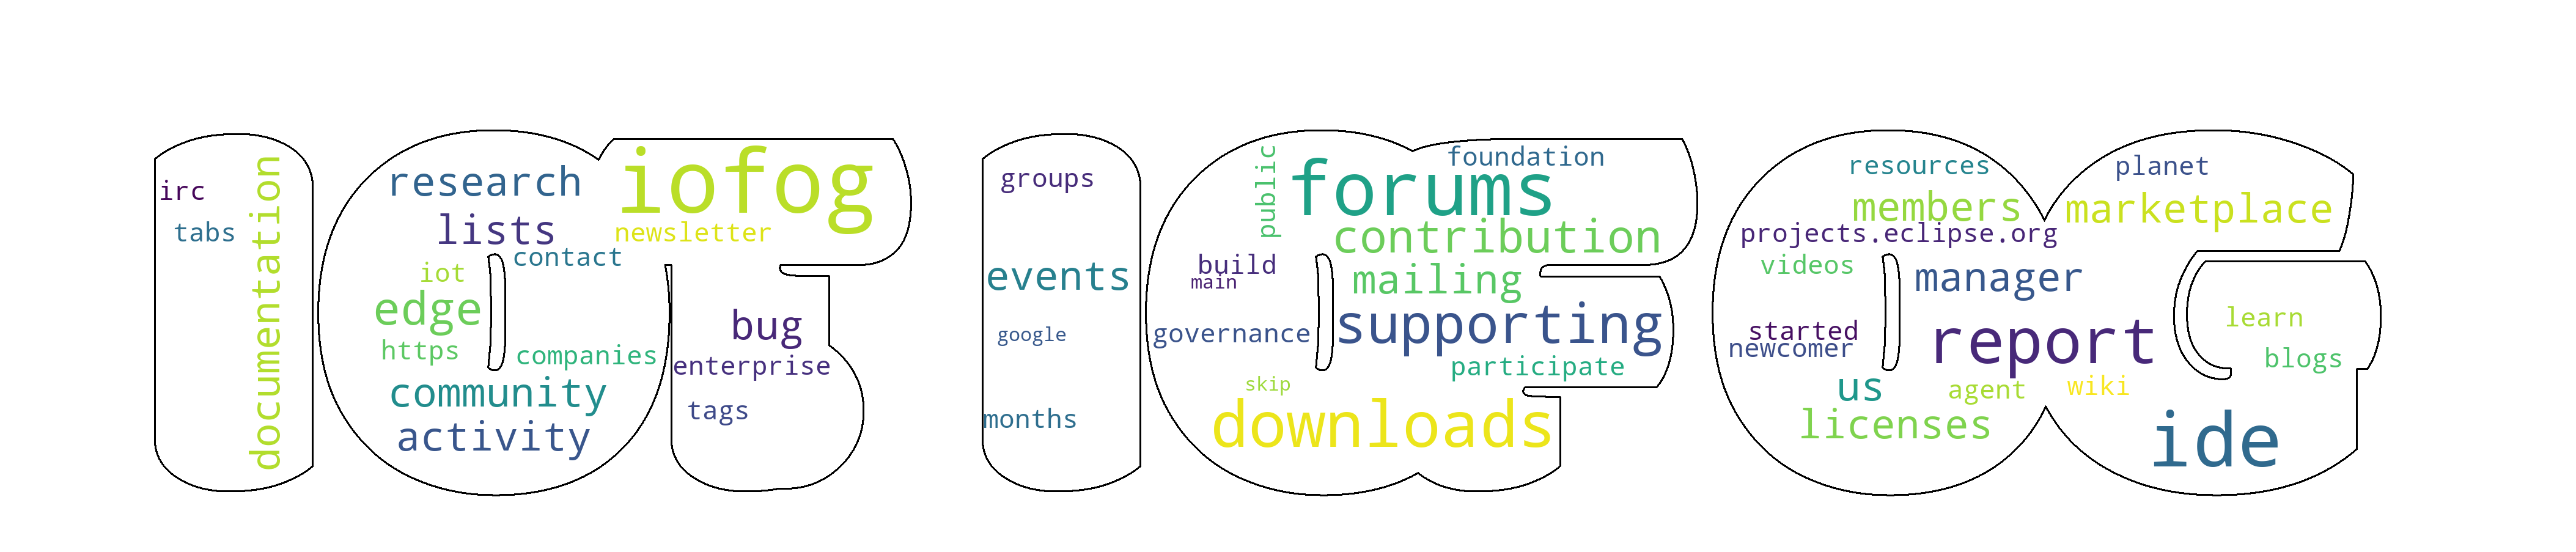 irc
tabs
documentation
research
lists
contact
iot
edge
https
companies
community
activity
iofog
newsletter
bug
enterprise
tags
groups
events
google
months
public
forums
foundation
contribution
build
main
mailing
governance
supporting
participate
skip
downloads
resources
members
projects.eclipse.org
videos
manager
started
newcomer
report
us
agent
wiki
licenses
planet
marketplace
learn
blogs
ide
IOT IOFOG